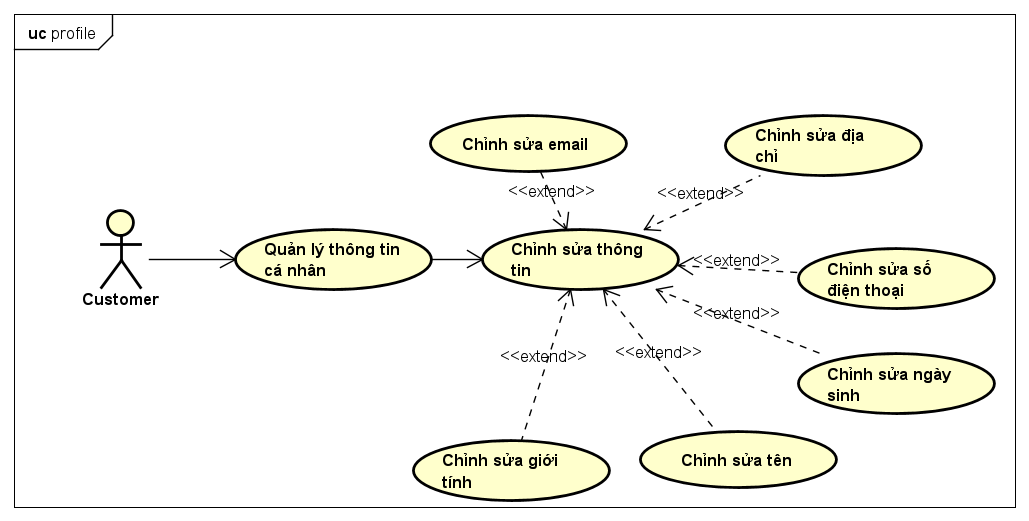 uc profile
Chỉnh sửa email
Chỉnh sửa địa
chỉ
<<extend>>
<<extend>>
Customer
Quản lý thông tin
cá nhân
Chỉnh sửa thông
tin
<<extend>>
Chỉnh sửa số
điện thoại
<<extend>>
<<extend>>
<<extend>>
Chỉnh sửa ngày
sinh
Chỉnh sửa giới
tính
Chỉnh sửa tên